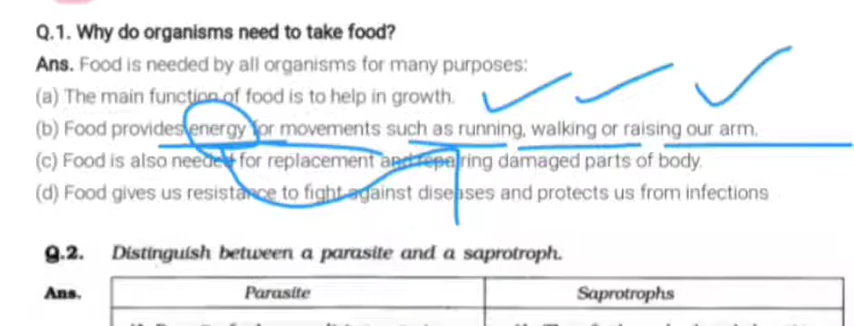 Q.1. Why do organisms need to take food?
Ans. Food is needed by all organisms for many purposes:
(a) The main function of food is to help in growth.
(b) Food provides energy for movements such as running, walking or raising our arm.
(c) Food is also needed for replacement and repairing damaged parts of body.
(d) Food gives us resistance to fight against diseases and protects us from infections
Q.2. Distinguish between a parasite and a saprotroph.
Ans. Parasite Saprotrophs